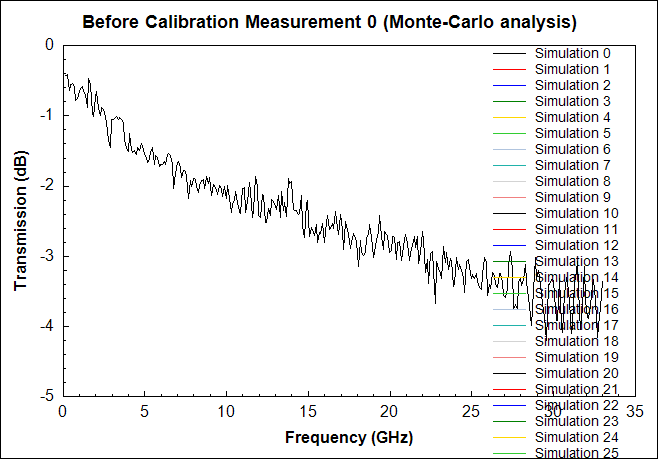 Before Calibration Measurement 0 (Monte-Carlo analysis)
0
-1
-2
-3
-4
-5
Transmission (dB)
0
5
10
15
20
25
30
35
Frequency (GHz)
Simulation 0
Simulation 1
Simulation 2
Simulation 3
Simulation 4
Simulation 5
Simulation 6
Simulation 7
Simulation 8
Simulation 9
Simulation 10
Simulation 11
Simulation 12
Simulation 13
Simulation 14
Simulation 15
Simulation 16
Simulation 17
Simulation 18
Simulation 19
Simulation 20
Simulation 21
Simulation 22
Simulation 23
Simulation 24
Simulation 25